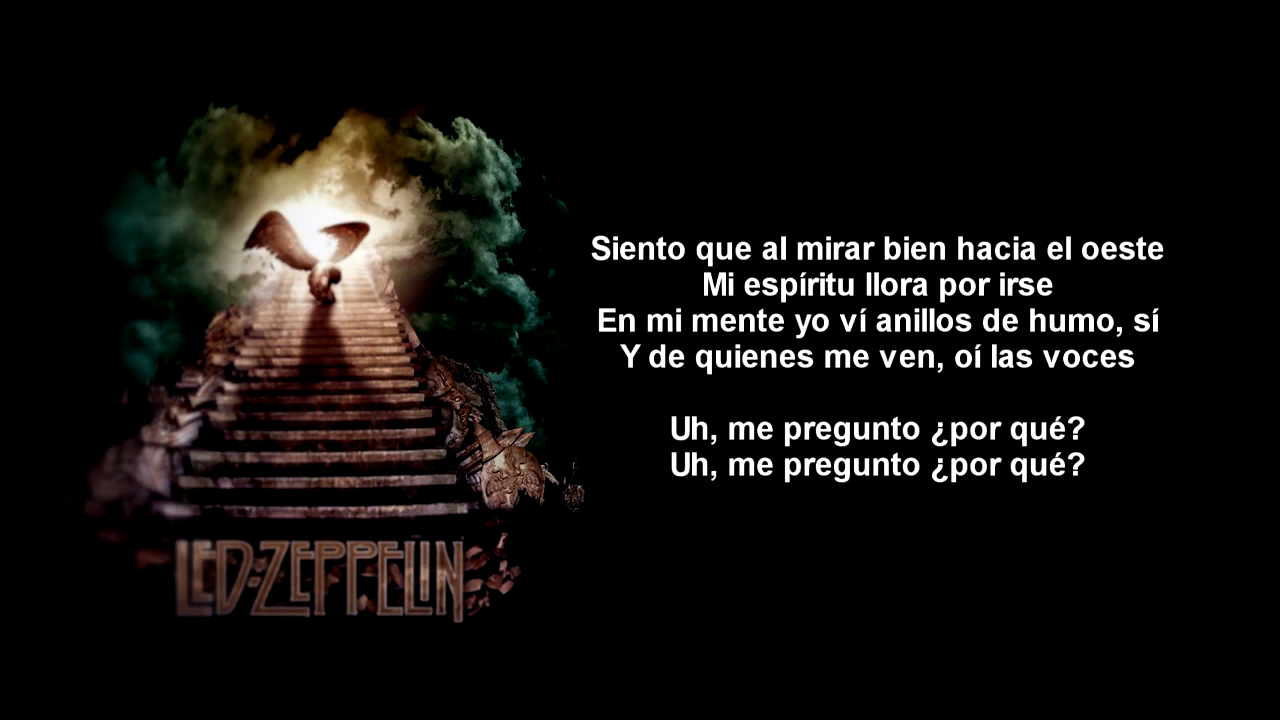 Siento que al mirar bien hacia el oeste
Mi espíritu llora por irse
En mi mente yo ví anillos de humo, sí
Y de quienes me ven, oí las voces
Uh, me pregunto ¿por qué?
Uh, me pregunto ¿por qué?
LED-ZEPPELIN